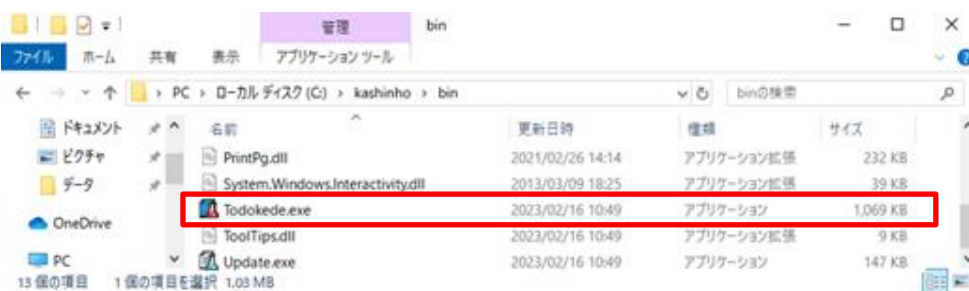 管理 bin
ファイル ホーム 共有 表示 アプリケーション ツール
PC › ローカル ディスク (C:) › kashinho › bin binの検索
ドキュメント 名前 更新日時 種類 サイズ
ピクチャ PrintPg.dll 2021/02/26 14:14 アプリケーション拡張 232 KB
データ System.Windows.Interactivity.dll 2013/03/09 18:25 アプリケーション拡張 39 KB
Todokede.exe 2023/02/16 10:49 アプリケーション 1,069 KB
OneDrive ToolTips.dll 2023/02/16 10:49 アプリケーション拡張 9 KB
PC Update.exe 2023/02/16 10:49 アプリケーション 147 KB
13 個の項目 1 個の項目を選択 1.03 MB